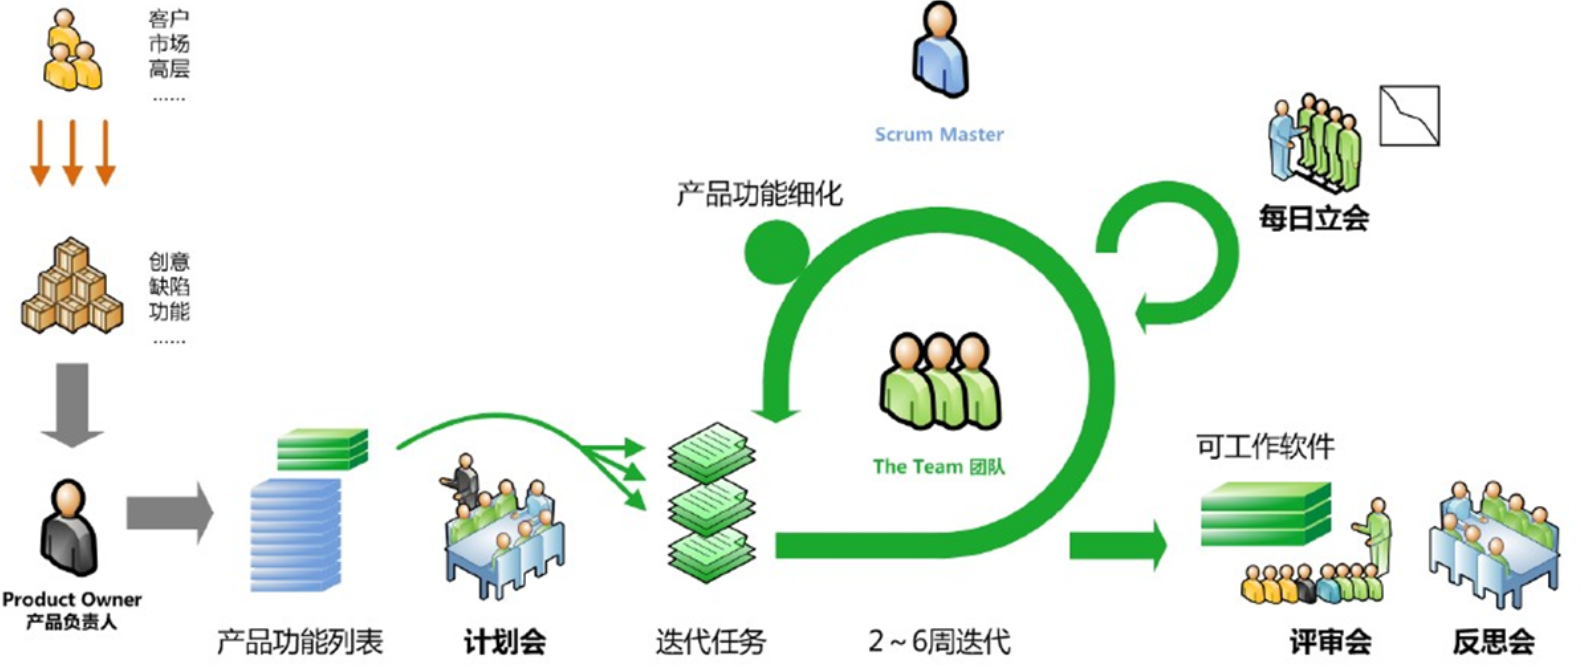 客户
市场
高层
......
创意
缺陷
功能
......
Product Owner
产品负责人
产品功能列表
计划会
迭代任务
产品功能细化
Scrum Master
The Team 团队
2~6周迭代
每日立会
可工作软件
评审会
反思会